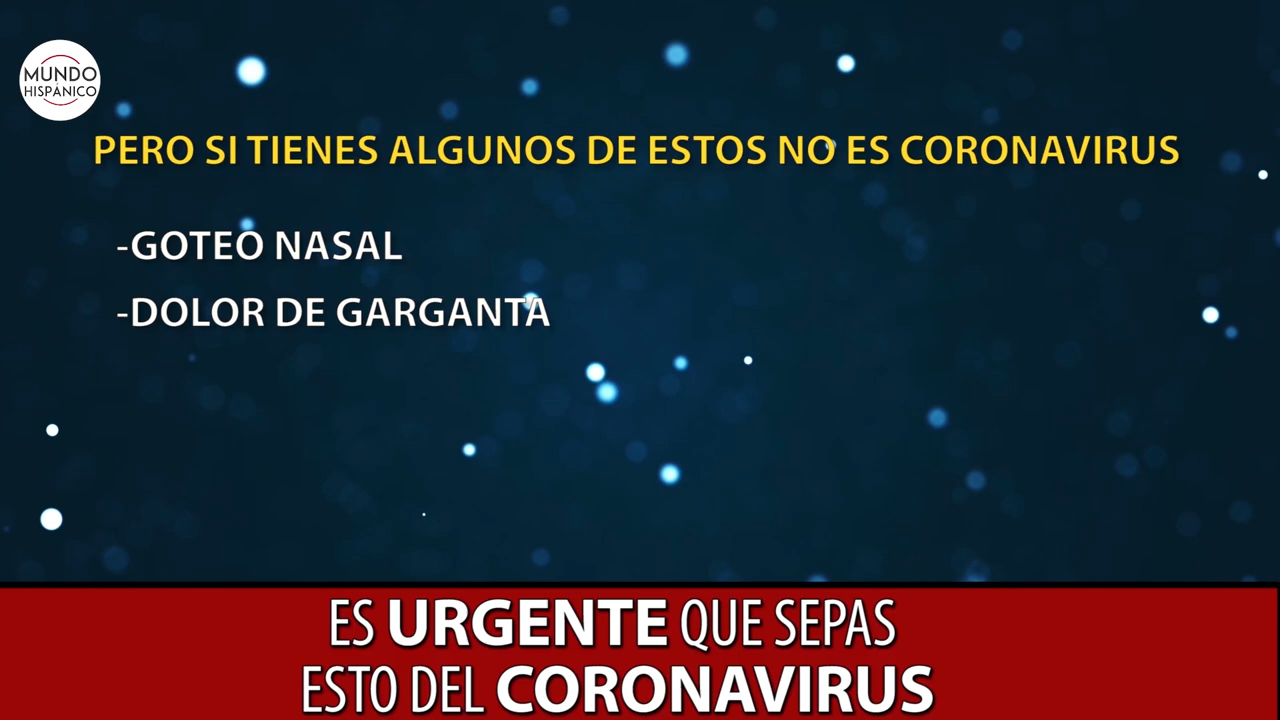 MUNDO
HISPÁNICO
PERO SI TIENES ALGUNOS DE ESTOS NO ES CORONAVIRUS
-GOTEO NASAL
-DOLOR DE GARGANTA
ES URGENTE QUE SEPAS
ESTO DEL CORONAVIRUS